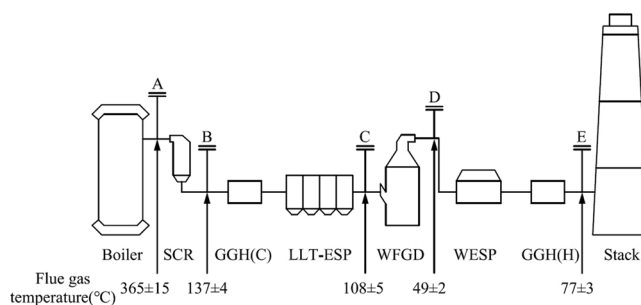 A
B
C
D
E
Boiler SCR GGH(C) LLT-ESP WFGD WESP GGH(H) Stack
Flue gas
temperature(°C) 365±15 137±4 108±5 49±2 77±3